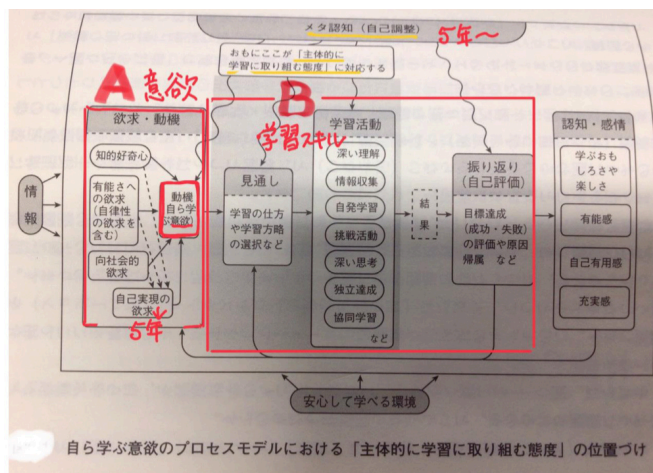 メタ認知（自己調整）
5年〜
おもにここが「主体的に
学習に取り組む態度」に対応する
A 意欲
B
学習スキル
情報
欲求・動機
知的好奇心
有能さへ
の欲求
（自律性
の欲求を
含む）
向社会的
欲求
自己実現の
欲求
5年
動機
自ら学
ぶ意欲
見通し
学習の仕方
や学習方略
の選択など
学習活動
深い理解
情報収集
自発学習
挑戦活動
深い思考
独立達成
協同学習
など
結果
振り返り
（自己評価）
目標達成
（成功・失敗）
の評価や原因
帰属　など
認知・感情
学ぶおも
しろさや
楽しさ
有能感
自己有用感
充実感
安心して学べる環境
自ら学ぶ意欲のプロセスモデルにおける「主体的に学習に取り組む態度」の位置づけ